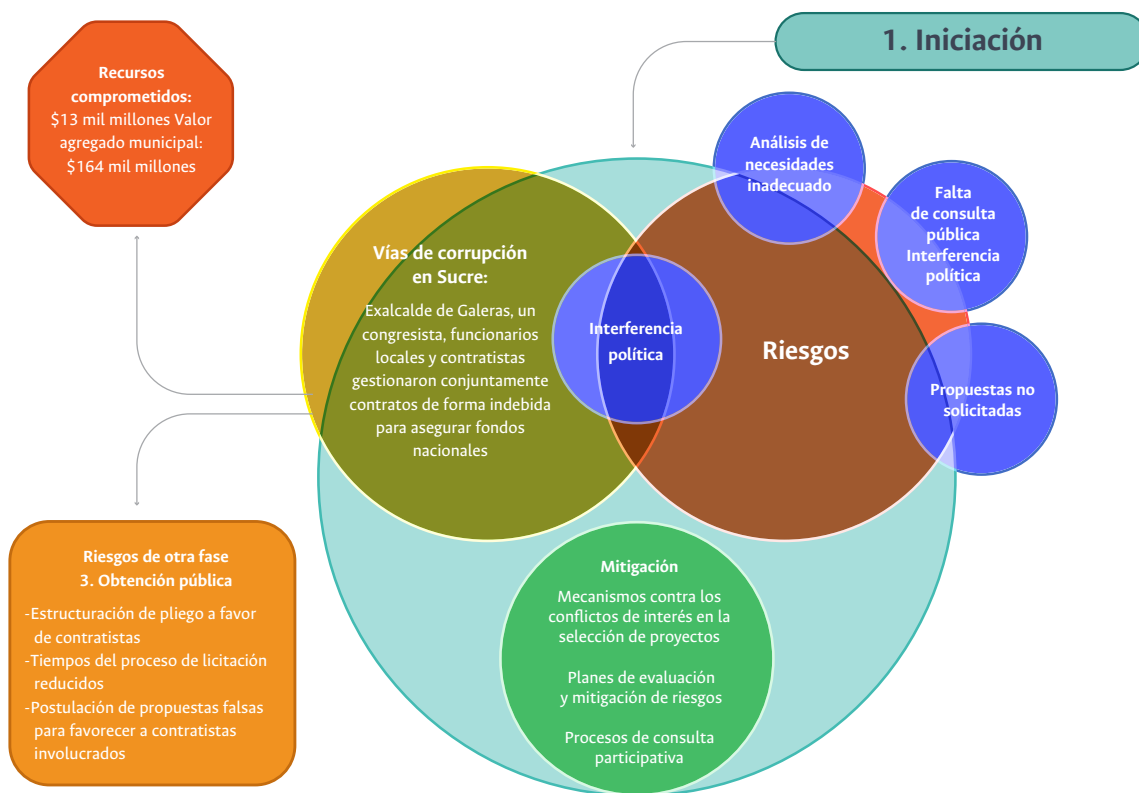 1. Iniciación
Recursos
comprometidos:
$13 mil millones Valor
agregado municipal:
$164 mil millones
Análisis de
necesidades
inadecuado
Falta
de consulta
pública
Interferencia
política
Vías de corrupción
en Sucre:
Exalcalde de Galeras, un
congresista, funcionarios
locales y contratistas
gestionaron conjuntamente
contratos de forma indebida
para asegurar fondos
nacionales
Interferencia
política
Riesgos
Propuestas no
solicitadas
Riesgos de otra fase
3. Obtención pública
-Estructuración de pliego a favor
de contratistas
-Tiempos del proceso de licitación
reducidos
-Postulación de propuestas falsas
para favorecer a contratistas
involucrados
Mitigación
Mecanismos contra los
conflictos de interés en la
selección de proyectos
Planes de evaluación
y mitigación de riesgos
Procesos de consulta
participativa